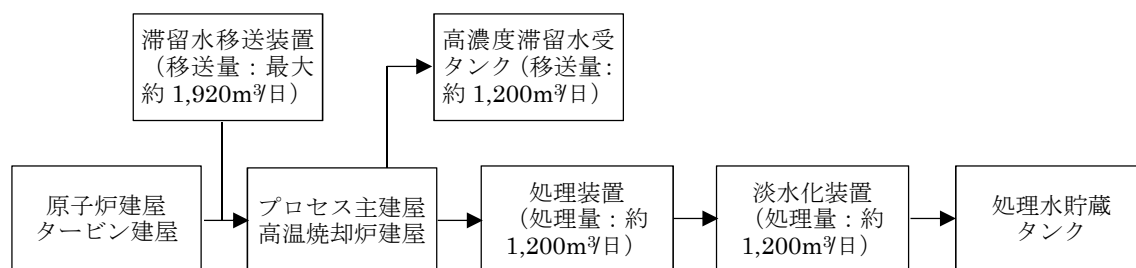 滞留水移送装置
（移送量：最大
約 1,920m³/日）
高濃度滞留水受
タンク（移送量：
約 1,200m³/日）
原子炉建屋
タービン建屋
プロセス主建屋
高温焼却炉建屋
処理装置
（処理量：約
1,200m³/日）
淡水化装置
（処理量：約
1,200m³/日）
処理水貯蔵
タンク